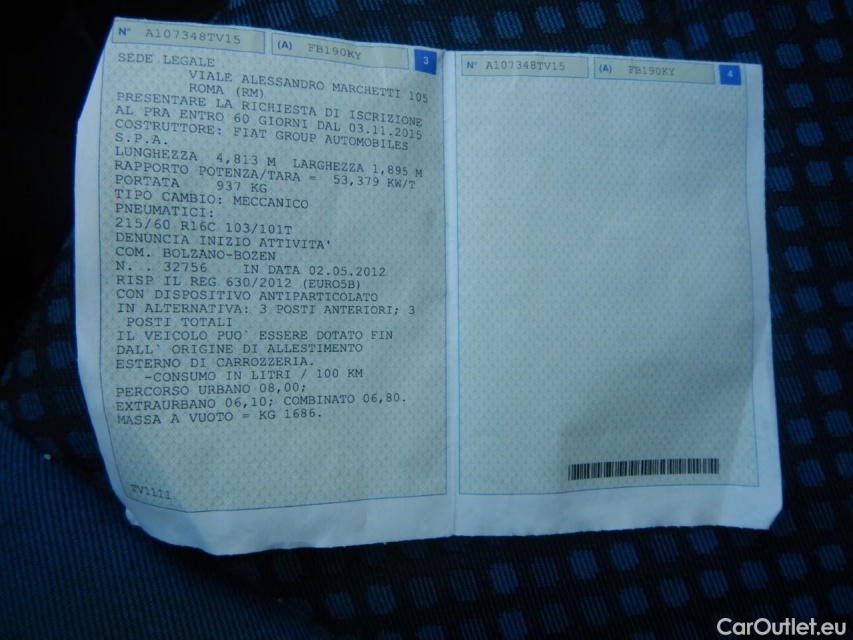 N° A107348TV15 (A) FB190KY 3
SEDE LEGALE
VIALE ALESSANDRO MARCHETTI 105
ROMA (RM)
PRESENTARE LA RICHIESTA DI ISCRIZIONE
AL PRA ENTRO 60 GIORNI DAL 03.11.2015
COSTRUTTORE: FIAT GROUP AUTOMOBILES
S.P.A.
LUNGHEZZA 4,813 M LARGHEZZA 1,895 M
RAPPORTO POTENZA/TARA = 53,379 KW/T
PORTATA 937 KG
TIPO CAMBIO: MECCANICO
PNEUMATICI:
215/60 R16C 103/101T
DENUNCIA INIZIO ATTIVITA'
COM. BOLZANO-BOZEN
N. . 32756 IN DATA 02.05.2012
RISP IL REG 630/2012 (EURO5B)
CON DISPOSITIVO ANTIPARTICOLATO
IN ALTERNATIVA: 3 POSTI ANTERIORI; 3
POSTI TOTALI
IL VEICOLO PUO` ESSERE DOTATO FIN
DALL` ORIGINE DI ALLESTIMENTO
ESTERNO DI CARROZZERIA.
-CONSUMO IN LITRI / 100 KM
PERCORSO URBANO 08,00;
EXTRAURBANO 06,10; COMBINATO 06,80.
MASSA A VUOTO = KG 1686.
TV1111
N° A107348TV15 (A) FB190KY 4
CarOutlet.eu